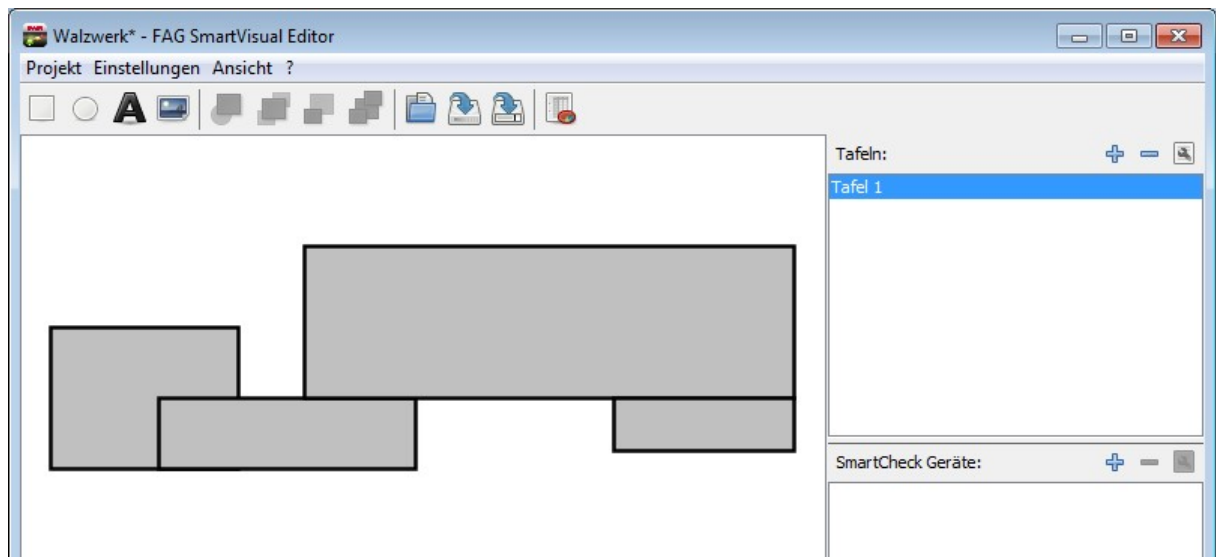 Walzwerk* - FAG SmartVisual Editor
Projekt Einstellungen Ansicht ?
A
Tafeln:
Tafel 1
SmartCheck Geräte: